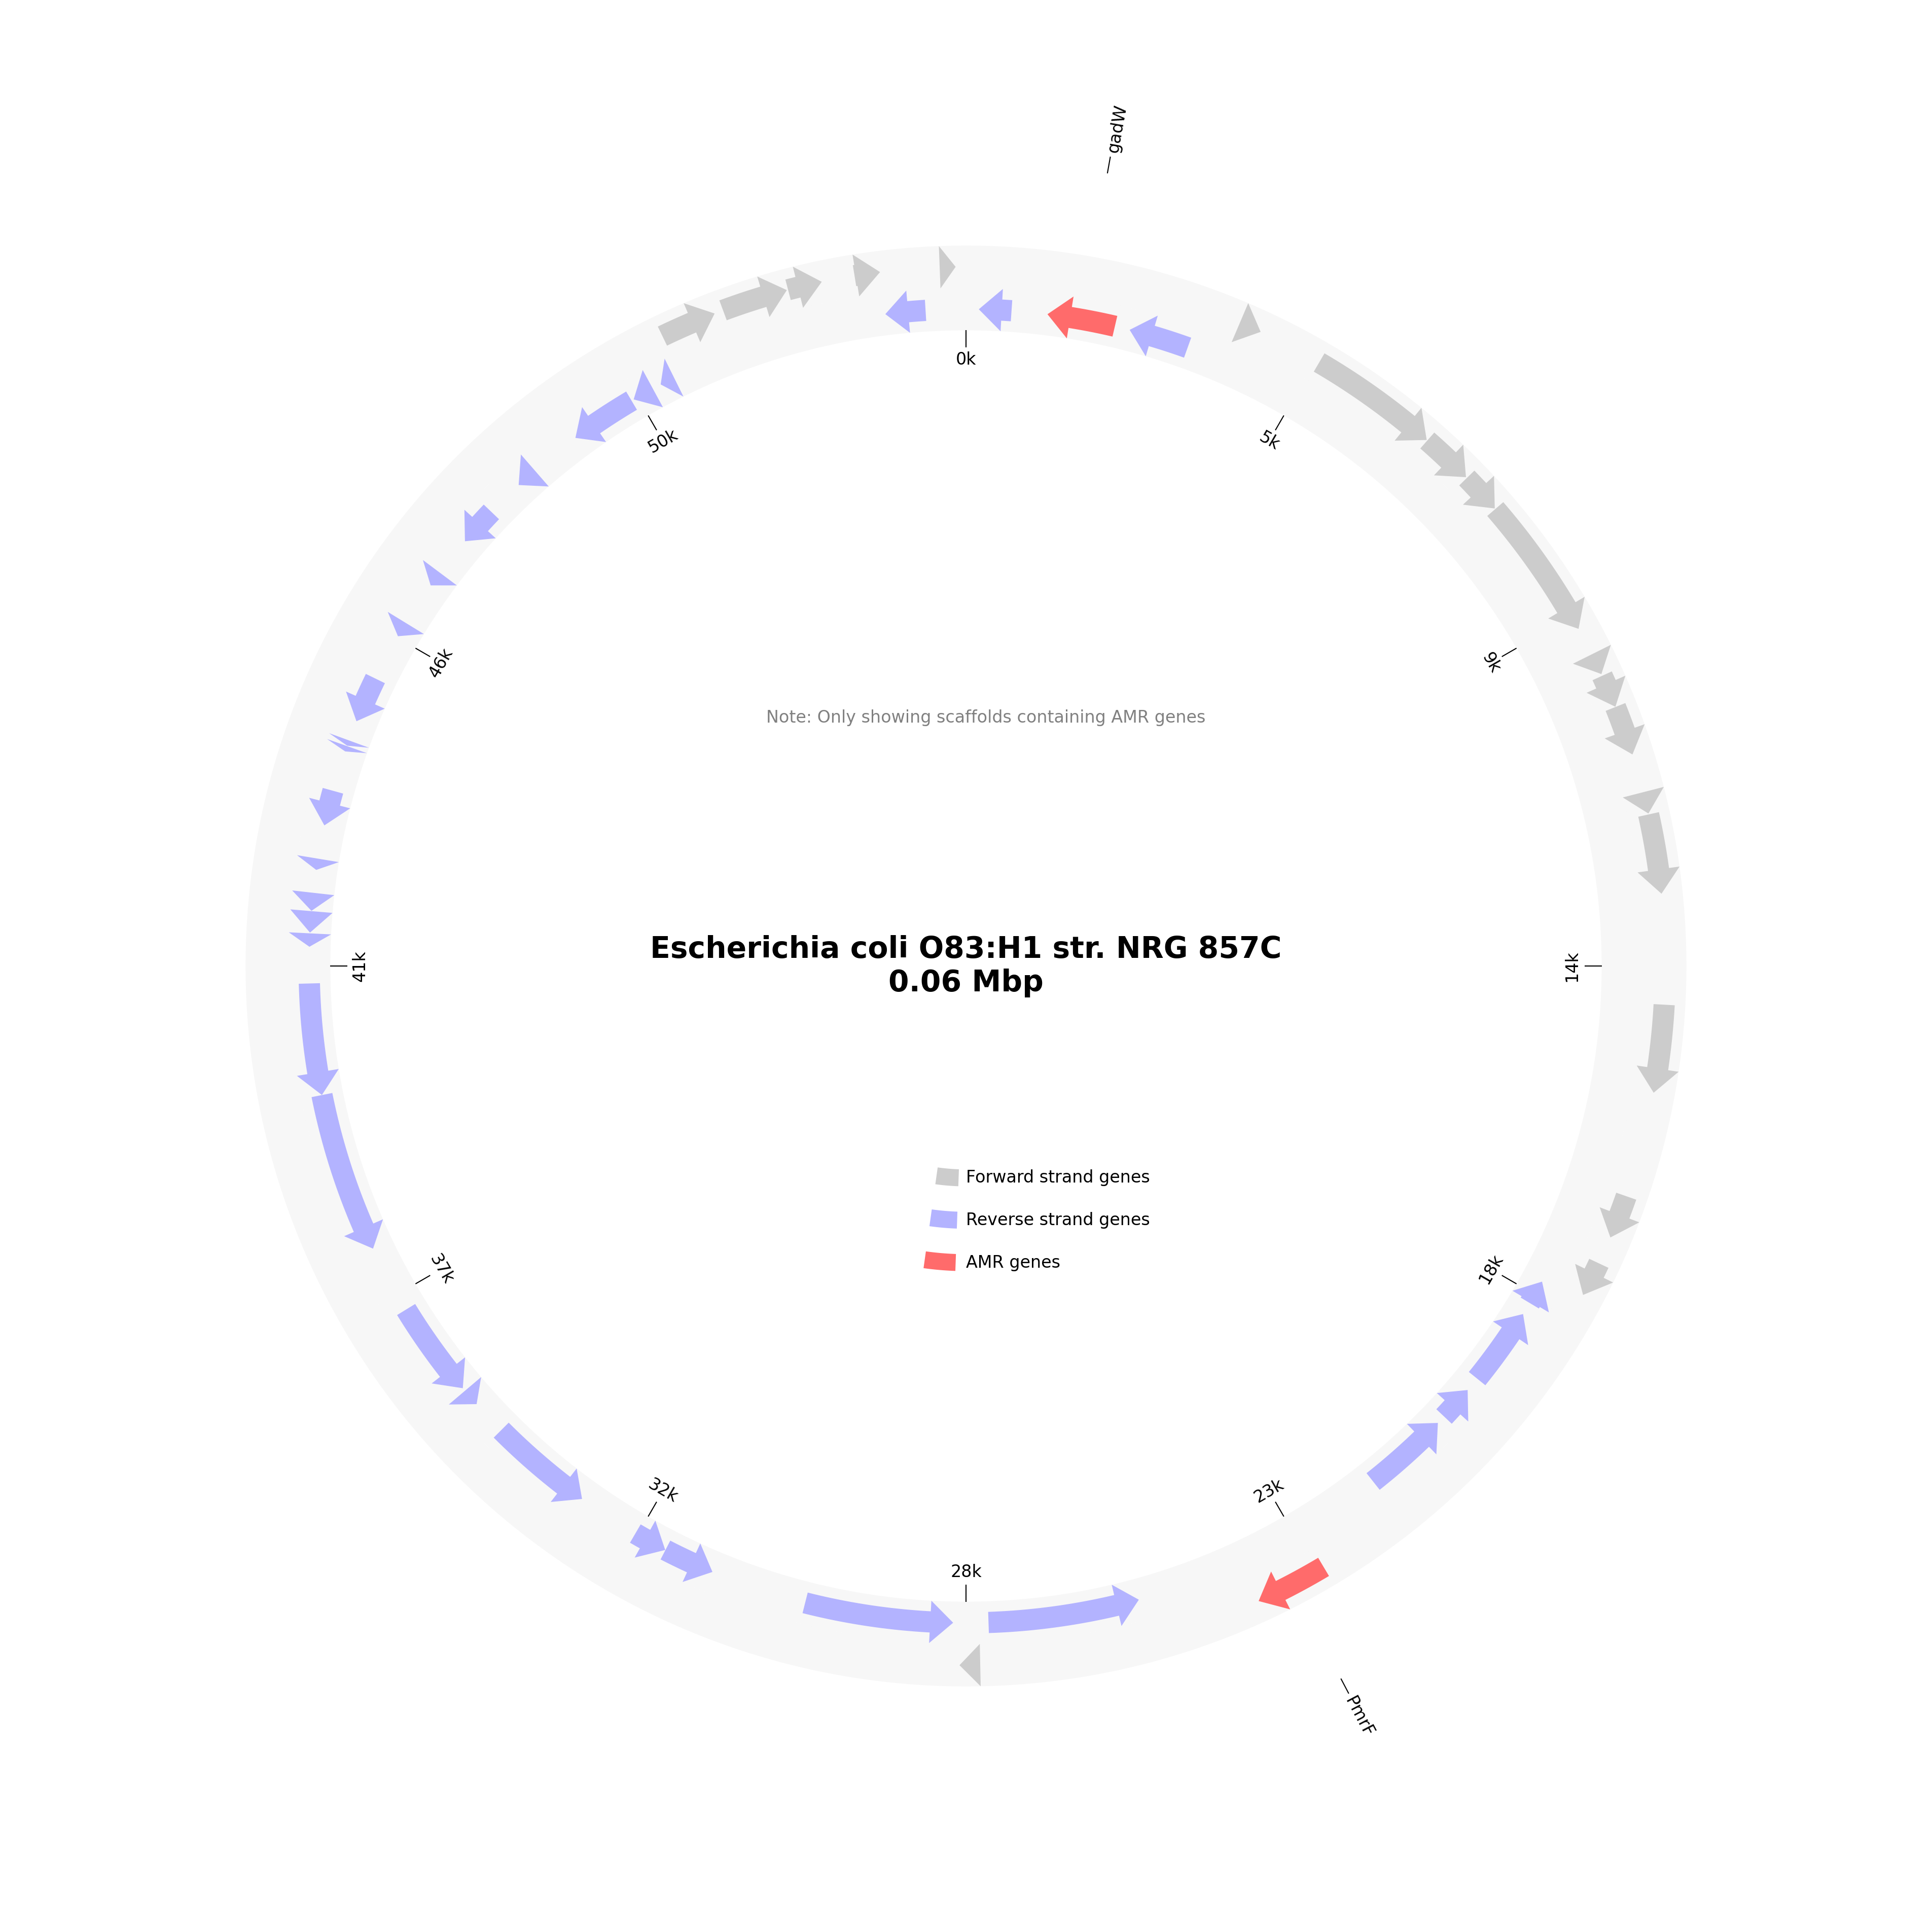 gadW
0k
50k
5k
46k
9k
Note: Only showing scaffolds containing AMR genes
Escherichia coli O83:H1 str. NRG 857C
0.06 Mbp
41k
14k
Forward strand genes
Reverse strand genes
AMR genes
37k
18k
32k
23k
28k
PmrF